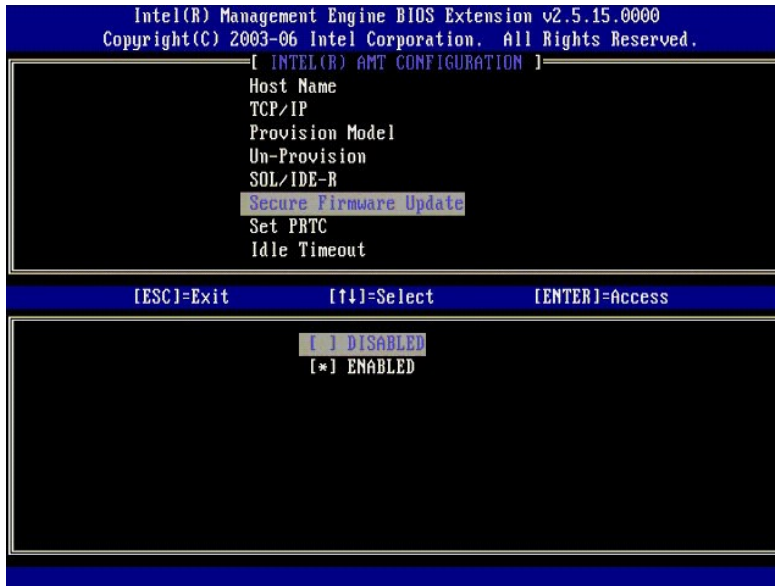 Intel(R) Management Engine BIOS Extension v2.5.15.0000
Copyright(C) 2003-06 Intel Corporation. All Rights Reserved.
[ INTEL(R) AMT CONFIGURATION ]
Host Name
TCP/IP
Provision Model
Un-Provision
SOL/IDE-R
Secure Firmware Update
Set PRTC
Idle Timeout
[ESC]=Exit [↑↓]=Select [ENTER]=Access
[ ] DISABLED
[*] ENABLED